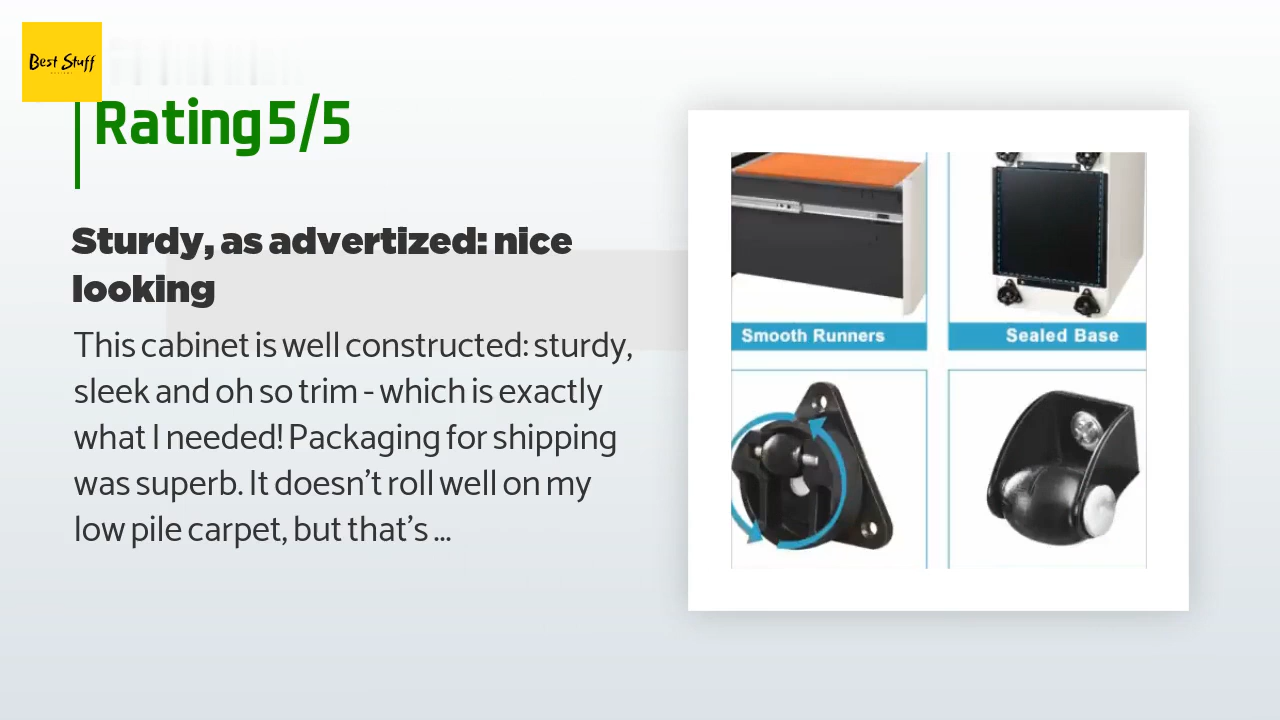 Best Stuff
Rating 5/5
Sturdy, as advertized: nice
looking
This cabinet is well constructed: sturdy,
sleek and oh so trim - which is exactly
what I needed! Packaging for shipping
was superb. It doesn’t roll well on my
low pile carpet, but that’s ...
Smooth Runners
Sealed Base